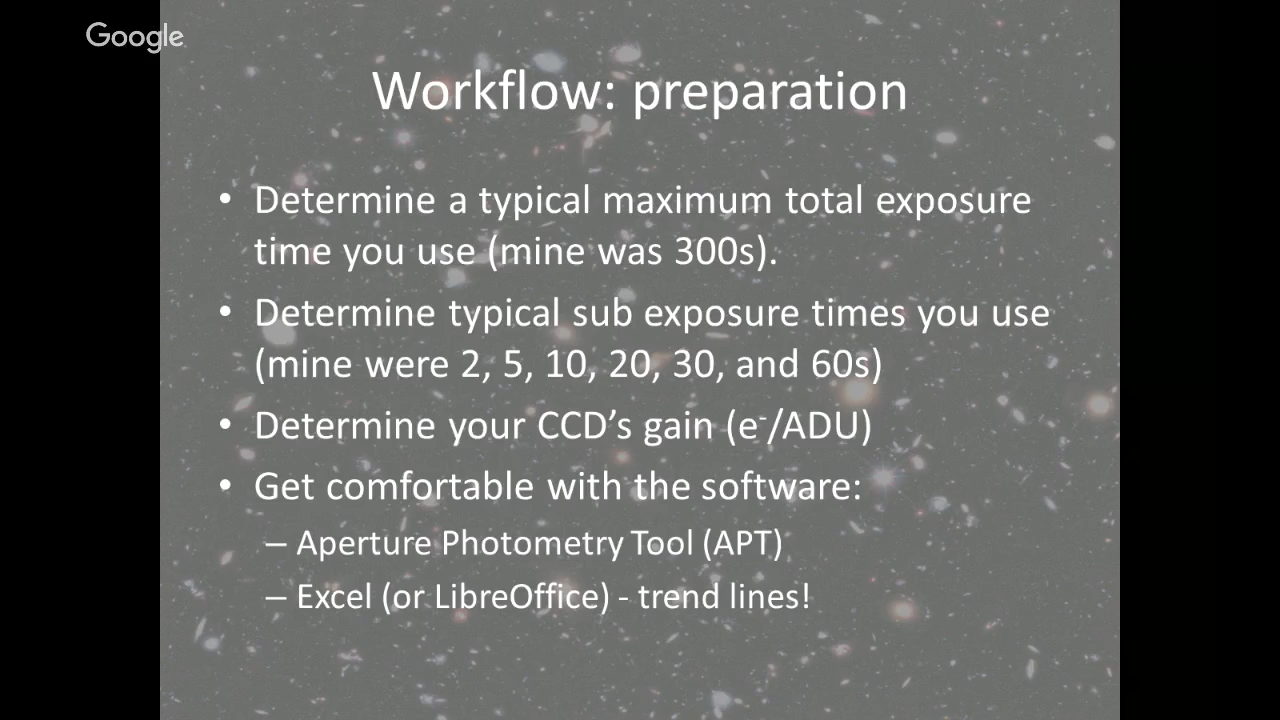 Google
Workflow: preparation
• Determine a typical maximum total exposure
time you use (mine was 300s).
• Determine typical sub exposure times you use
(mine were 2, 5, 10, 20, 30, and 60s)
• Determine your CCD’s gain (e⁻/ADU)
• Get comfortable with the software:
– Aperture Photometry Tool (APT)
– Excel (or LibreOffice) - trend lines!